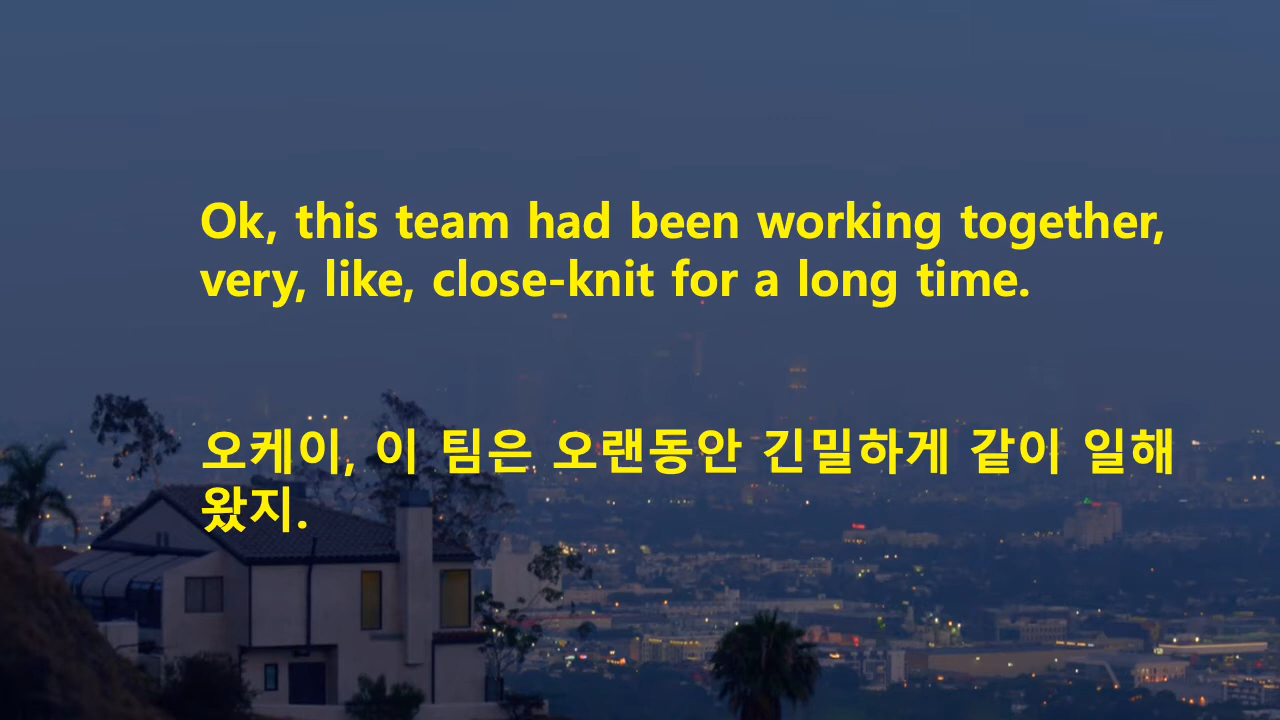 Ok, this team had been working together,
very, like, close-knit for a long time.
오케이, 이 팀은 오랜동안 긴밀하게 같이 일해
왔지.